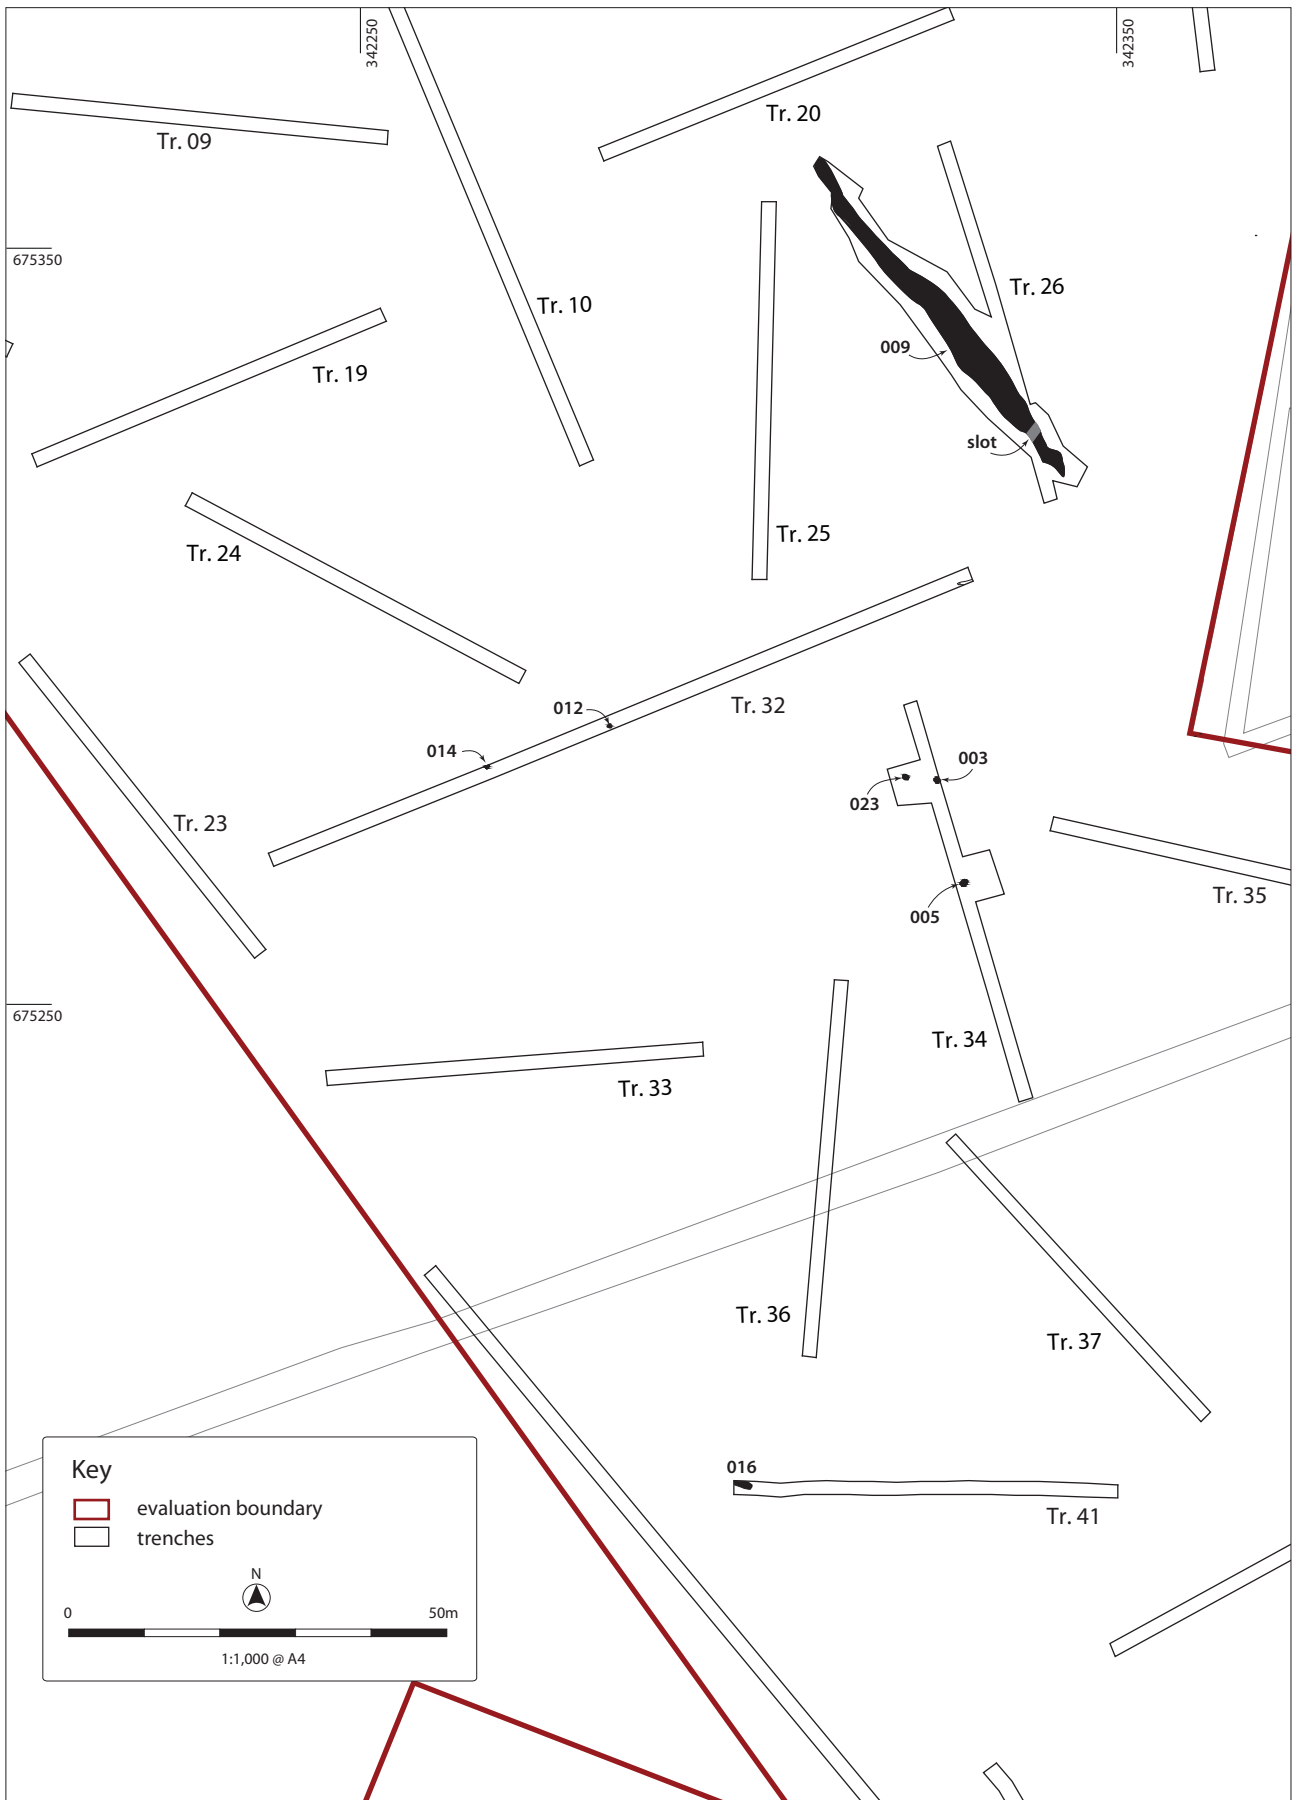 342250
342350
Tr. 20
Tr. 09
675350
Tr. 26
Tr. 10
009
Tr. 19
slot
Tr. 25
Tr. 24
012
Tr. 32
014
003
023
Tr. 23
Tr. 35
005
675250
Tr. 34
Tr. 33
Tr. 36
Tr. 37
016
Tr. 41
Key
evaluation boundary
trenches
N
0 50m
1:1,000 @ A4